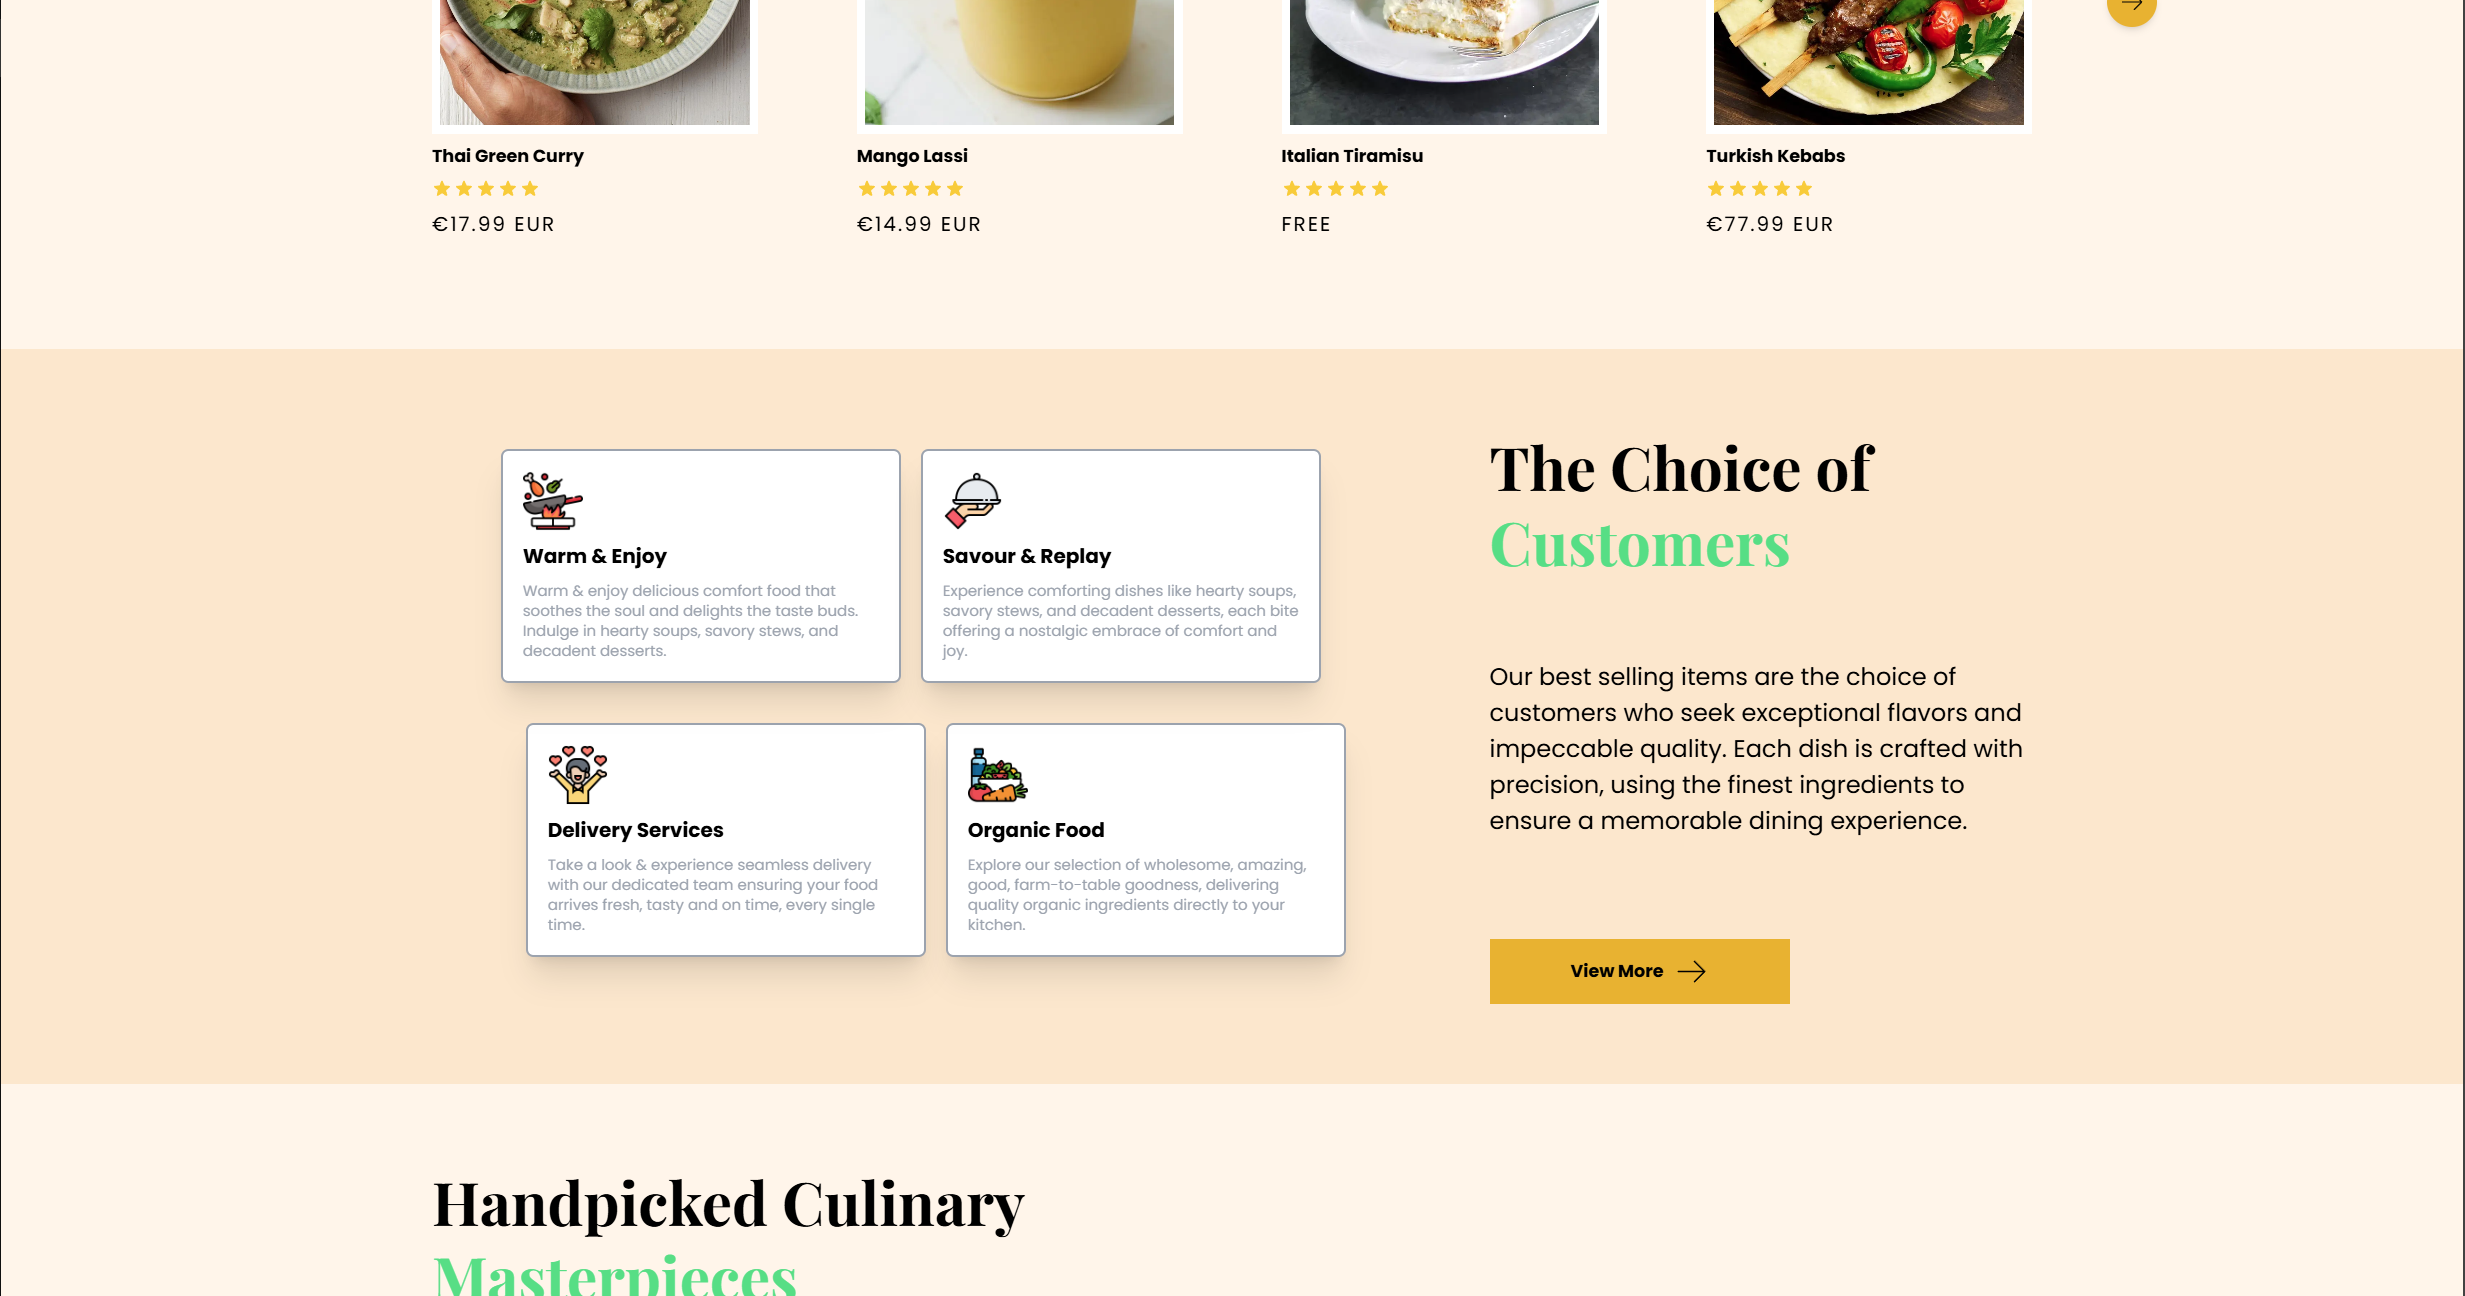 Thai Green Curry
€17.99 EUR
Mango Lassi
€14.99 EUR
Italian Tiramisu
FREE
Turkish Kebabs
€77.99 EUR
Warm & Enjoy
Warm & enjoy delicious comfort food that
soothes the soul and delights the taste buds.
Indulge in hearty soups, savory stews, and
decadent desserts.
Savour & Replay
Experience comforting dishes like hearty soups,
savory stews, and decadent desserts, each bite
offering a nostalgic embrace of comfort and
joy.
Delivery Services
Take a look & experience seamless delivery
with our dedicated team ensuring your food
arrives fresh, tasty and on time, every single
time.
Organic Food
Explore our selection of wholesome, amazing,
good, farm-to-table goodness, delivering
quality organic ingredients directly to your
kitchen.
The Choice of
Customers
Our best selling items are the choice of
customers who seek exceptional flavors and
impeccable quality. Each dish is crafted with
precision, using the finest ingredients to
ensure a memorable dining experience.
View More
Handpicked Culinary
Masterpieces